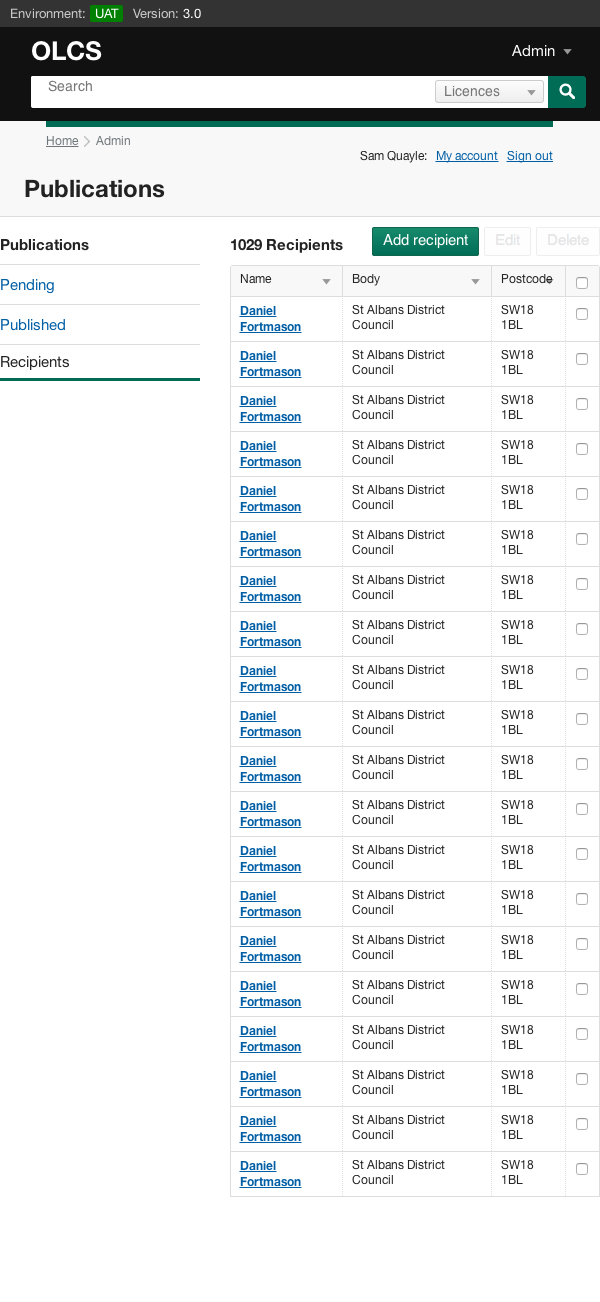 Environment: UAT Version: 3.0
OLCS
Admin
Search
Licences
Home Admin
Sam Quayle: My account Sign out
Publications
Publications
Pending
Published
Recipients
1029 Recipients
Add recipient Edit Delete
Name Body Postcode
Daniel St Albans District SW18
Fortmason Council 1BL
Daniel St Albans District SW18
Fortmason Council 1BL
Daniel St Albans District SW18
Fortmason Council 1BL
Daniel St Albans District SW18
Fortmason Council 1BL
Daniel St Albans District SW18
Fortmason Council 1BL
Daniel St Albans District SW18
Fortmason Council 1BL
Daniel St Albans District SW18
Fortmason Council 1BL
Daniel St Albans District SW18
Fortmason Council 1BL
Daniel St Albans District SW18
Fortmason Council 1BL
Daniel St Albans District SW18
Fortmason Council 1BL
Daniel St Albans District SW18
Fortmason Council 1BL
Daniel St Albans District SW18
Fortmason Council 1BL
Daniel St Albans District SW18
Fortmason Council 1BL
Daniel St Albans District SW18
Fortmason Council 1BL
Daniel St Albans District SW18
Fortmason Council 1BL
Daniel St Albans District SW18
Fortmason Council 1BL
Daniel St Albans District SW18
Fortmason Council 1BL
Daniel St Albans District SW18
Fortmason Council 1BL
Daniel St Albans District SW18
Fortmason Council 1BL
Daniel St Albans District SW18
Fortmason Council 1BL